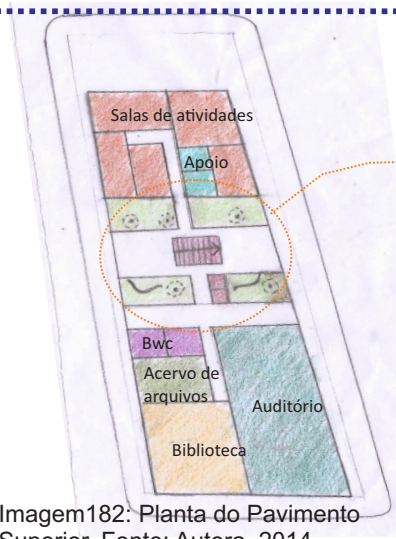 Salas de atividades
Apoio
Bwc
Acervo de
arquivos
Auditório
Biblioteca
Imagem182: Planta do Pavimento
Superior. Fonte: Autora, 2014